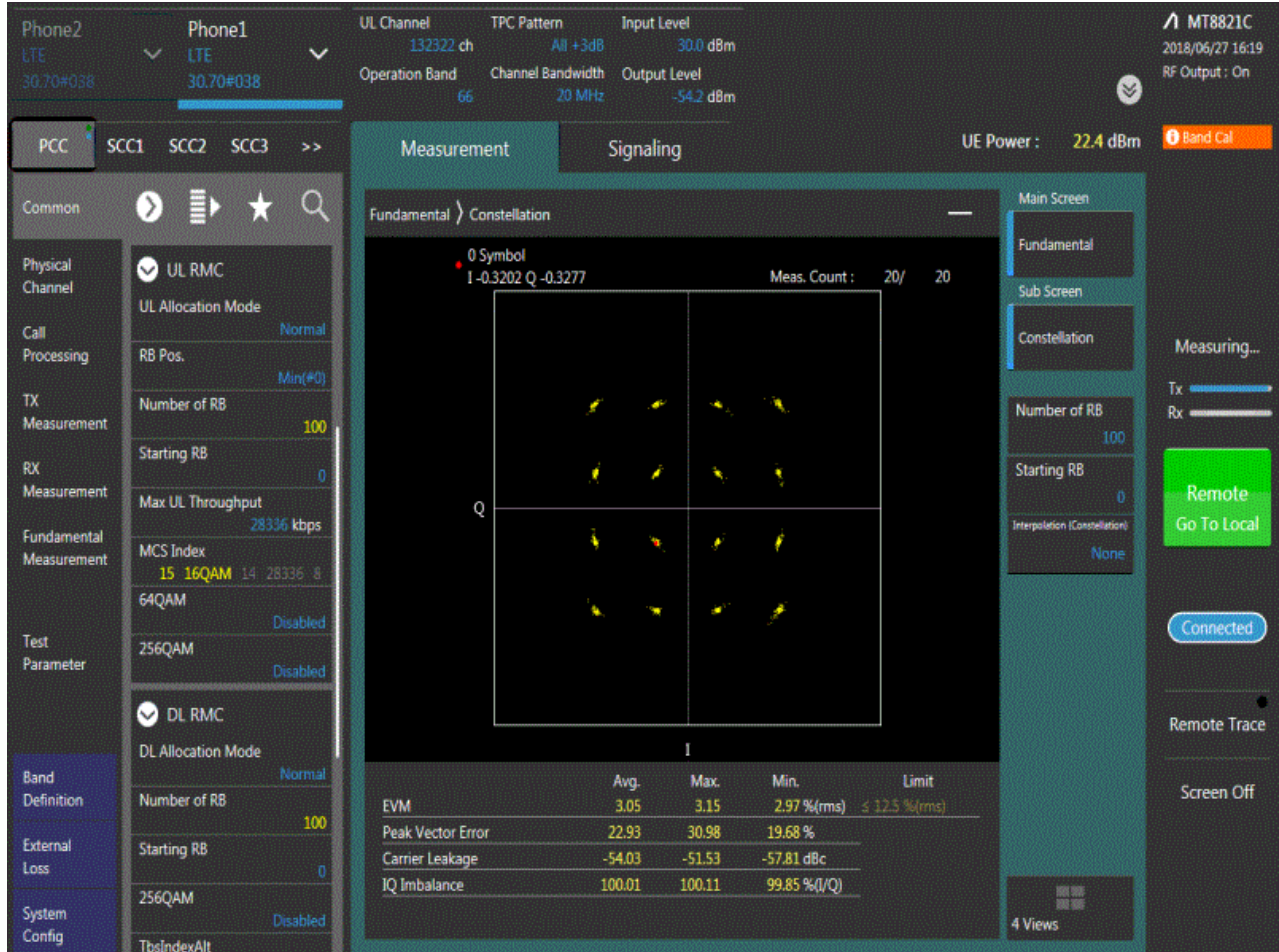 Phone2
LTE
30.70#038
Phone1
LTE
30.70#038
UL Channel
132322 ch
TPC Pattern
All +3dB
Input Level
30.0 dBm
Operation Band
66
Channel Bandwidth
20 MHz
Output Level
-54.2 dBm
MT8821C
2018/06/27 16:19
RF Output : On
PCC SCC1 SCC2 SCC3 >>
Measurement
Signaling
UE Power : 22.4 dBm
Band Cal
Common
Physical
Channel
Call
Processing
TX
Measurement
RX
Measurement
Fundamental
Measurement
Test
Parameter
Band
Definition
External
Loss
System
Config
UL RMC
UL Allocation Mode
Normal
RB Pos.
Min(#0)
Number of RB
100
Starting RB
0
Max UL Throughput
28336 kbps
MCS Index
15 16QAM 14 28336 8
64QAM
Disabled
256QAM
Disabled
DL RMC
DL Allocation Mode
Normal
Number of RB
100
Starting RB
0
256QAM
Disabled
TbsIndexAlt
Fundamental 〉 Constellation
0 Symbol
I -0.3202 Q -0.3277
Meas. Count : 20/ 20
Q
I
Avg. Max. Min. Limit
EVM 3.05 3.15 2.97 %(rms) ≤ 12.5 %(rms)
Peak Vector Error 22.93 30.98 19.68 %
Carrier Leakage -54.03 -51.53 -57.81 dBc
IQ Imbalance 100.01 100.11 99.85 %(I/Q)
Main Screen
Fundamental
Sub Screen
Constellation
Number of RB
100
Starting RB
0
Interpolation (Constellation)
None
4 Views
Measuring...
Tx
Rx
Remote
Go To Local
Connected
Remote Trace
Screen Off